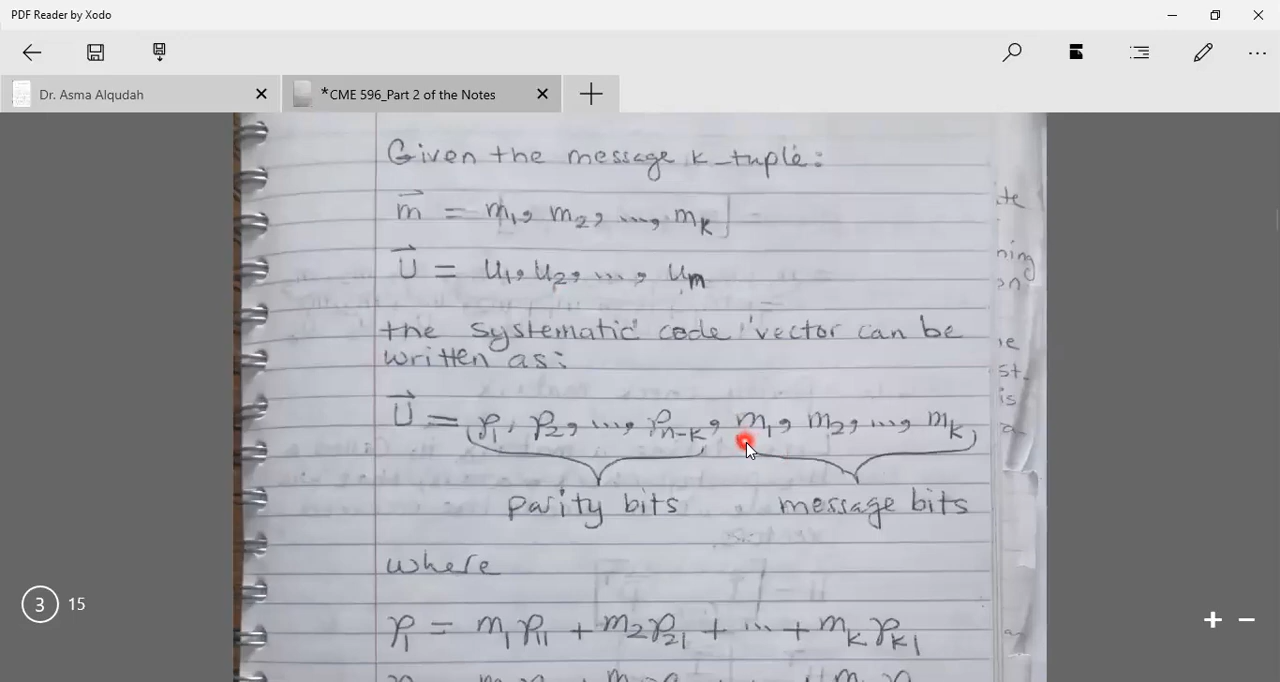 PDF Reader by Xodo
Dr. Asma Alqudah
*CME 596_Part 2 of the Notes
Given the message k-tuple:
m⃗ = m₁, m₂, ..., mₖ
U⃗ = u₁, u₂, ..., uₘ
the systematic code vector can be
written as:
U⃗ = p₁, p₂, ..., pₙ₋ₖ, m₁, m₂, ..., mₖ
parity bits message bits
where
p₁ = m₁p₁₁ + m₂p₂₁ + ... + mₖpₖ₁
3 15